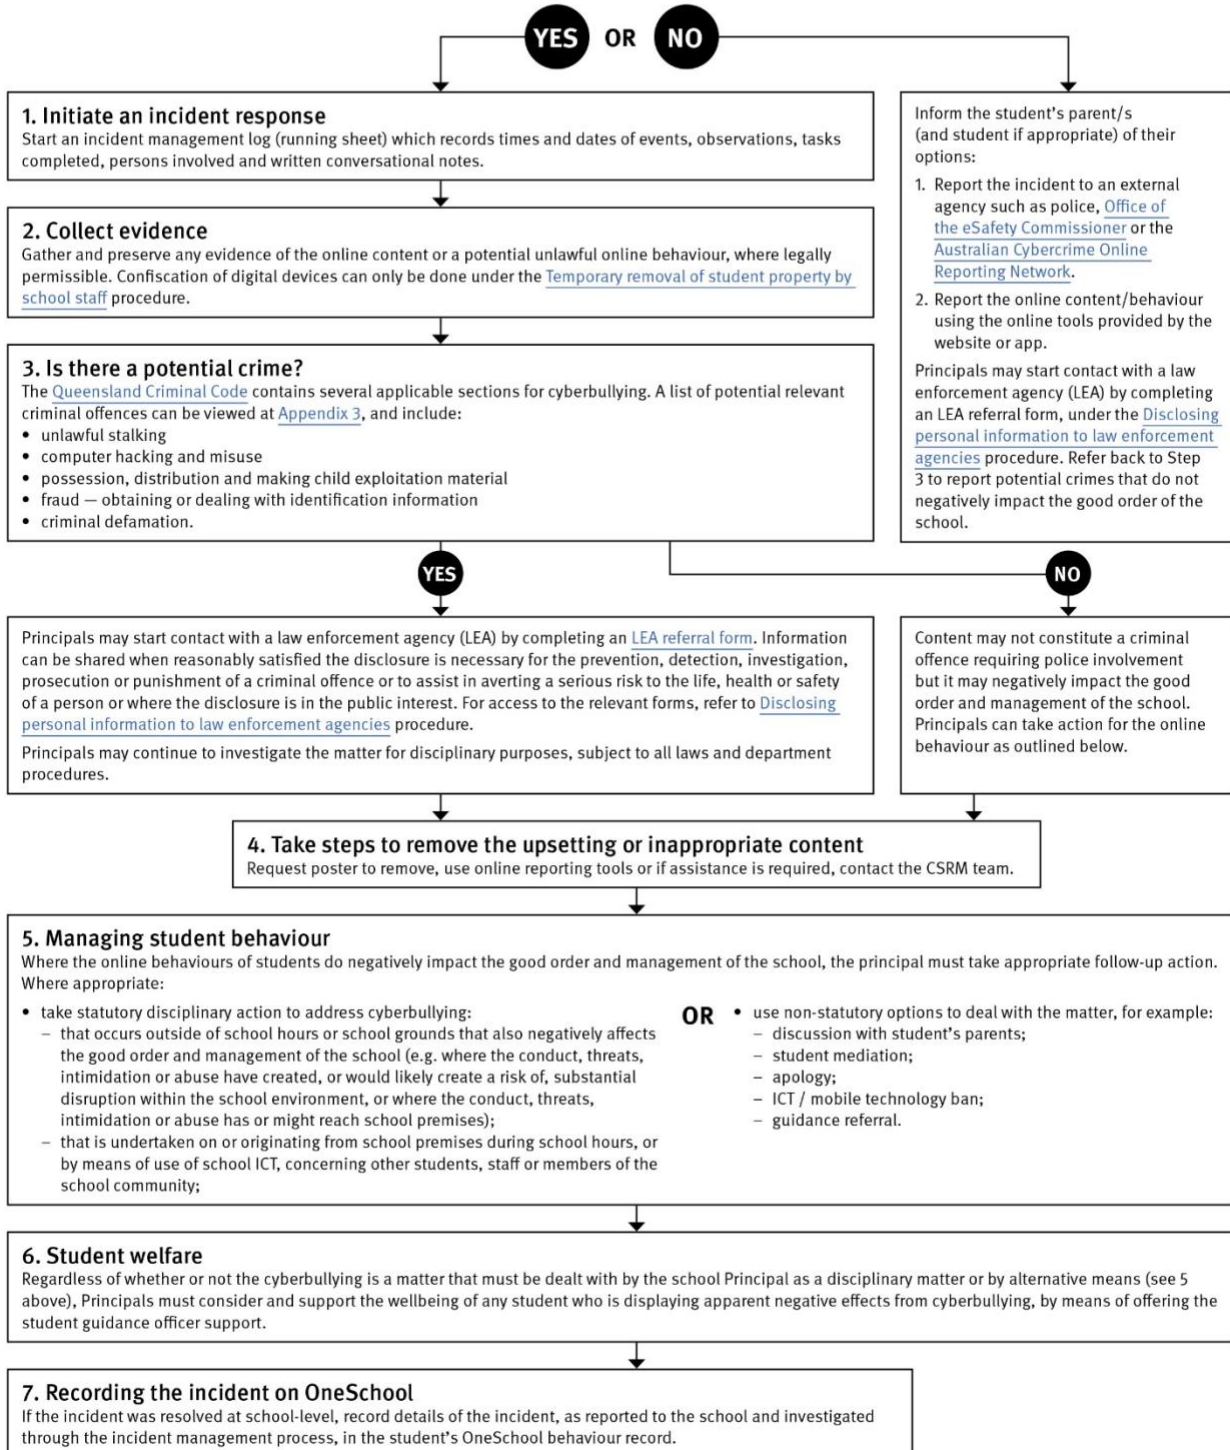 YES OR NO
1. Initiate an incident response
Start an incident management log (running sheet) which records times and dates of events, observations, tasks
completed, persons involved and written conversational notes.
2. Collect evidence
Gather and preserve any evidence of the online content or a potential unlawful online behaviour, where legally
permissible. Confiscation of digital devices can only be done under the Temporary removal of student property by
school staff procedure.
3. Is there a potential crime?
The Queensland Criminal Code contains several applicable sections for cyberbullying. A list of potential relevant
criminal offences can be viewed at Appendix 3, and include:
• unlawful stalking
• computer hacking and misuse
• possession, distribution and making child exploitation material
• fraud — obtaining or dealing with identification information
• criminal defamation.
Inform the student's parent/s
(and student if appropriate) of their
options:
1. Report the incident to an external
agency such as police, Office of
the eSafety Commissioner or the
Australian Cybercrime Online
Reporting Network.
2. Report the online content/behaviour
using the online tools provided by the
website or app.
Principals may start contact with a law
enforcement agency (LEA) by completing
an LEA referral form, under the Disclosing
personal information to law enforcement
agencies procedure. Refer back to Step
3 to report potential crimes that do not
negatively impact the good order of the
school.
YES
NO
Principals may start contact with a law enforcement agency (LEA) by completing an LEA referral form. Information
can be shared when reasonably satisfied the disclosure is necessary for the prevention, detection, investigation,
prosecution or punishment of a criminal offence or to assist in averting a serious risk to the life, health or safety
of a person or where the disclosure is in the public interest. For access to the relevant forms, refer to Disclosing
personal information to law enforcement agencies procedure.
Principals may continue to investigate the matter for disciplinary purposes, subject to all laws and department
procedures.
Content may not constitute a criminal
offence requiring police involvement
but it may negatively impact the good
order and management of the school.
Principals can take action for the online
behaviour as outlined below.
4. Take steps to remove the upsetting or inappropriate content
Request poster to remove, use online reporting tools or if assistance is required, contact the CSRM team.
5. Managing student behaviour
Where the online behaviours of students do negatively impact the good order and management of the school, the principal must take appropriate follow-up action.
Where appropriate:
• take statutory disciplinary action to address cyberbullying:
– that occurs outside of school hours or school grounds that also negatively affects
the good order and management of the school (e.g. where the conduct, threats,
intimidation or abuse have created, or would likely create a risk of, substantial
disruption within the school environment, or where the conduct, threats,
intimidation or abuse has or might reach school premises);
– that is undertaken on or originating from school premises during school hours, or
by means of use of school ICT, concerning other students, staff or members of the
school community;
OR
• use non-statutory options to deal with the matter, for example:
– discussion with student's parents;
– student mediation;
– apology;
– ICT / mobile technology ban;
– guidance referral.
6. Student welfare
Regardless of whether or not the cyberbullying is a matter that must be dealt with by the school Principal as a disciplinary matter or by alternative means (see 5
above), Principals must consider and support the wellbeing of any student who is displaying apparent negative effects from cyberbullying, by means of offering the
student guidance officer support.
7. Recording the incident on OneSchool
If the incident was resolved at school-level, record details of the incident, as reported to the school and investigated
through the incident management process, in the student's OneSchool behaviour record.